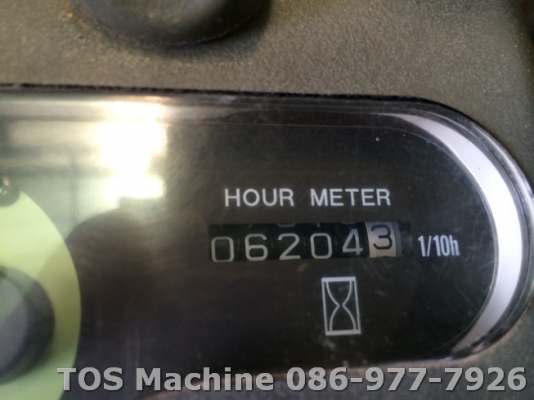 HOUR METER
062043 1/10h
TOS Machine 086-977-7926